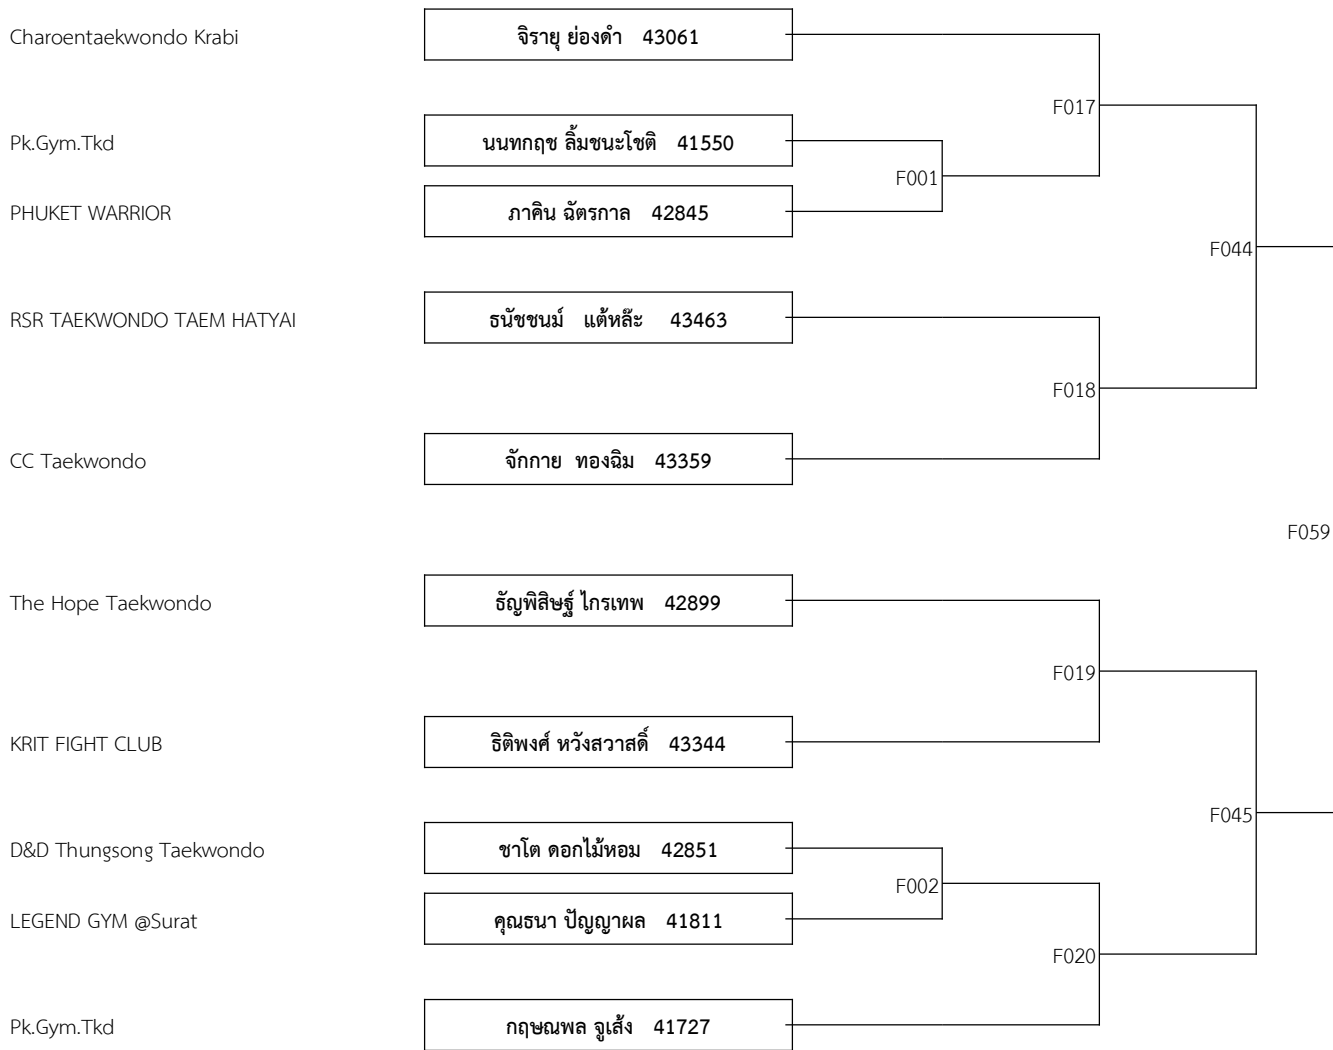 Charoentaekwondo Krabi จิรายุ ย่องดำ 43061
F017
Pk.Gym.Tkd นนทกฤช ลิ้มชนะโชติ 41550
F001
PHUKET WARRIOR ภาคิน ฉัตรกาล 42845
F044
RSR TAEKWONDO TAEM HATYAI ธนัชชนม์ แต้หล๊ะ 43463
F018
CC Taekwondo จักกาย ทองฉิม 43359
F059
The Hope Taekwondo ธัญพิสิษฐ์ ไกรเทพ 42899
F019
KRIT FIGHT CLUB ธิติพงศ์ หวังสวาสดิ์ 43344
F045
D&D Thungsong Taekwondo ชาโต ดอกไม้หอม 42851
F002
LEGEND GYM @Surat คุณธนา ปัญญาผล 41811
F020
Pk.Gym.Tkd กฤษณพล จูเส้ง 41727